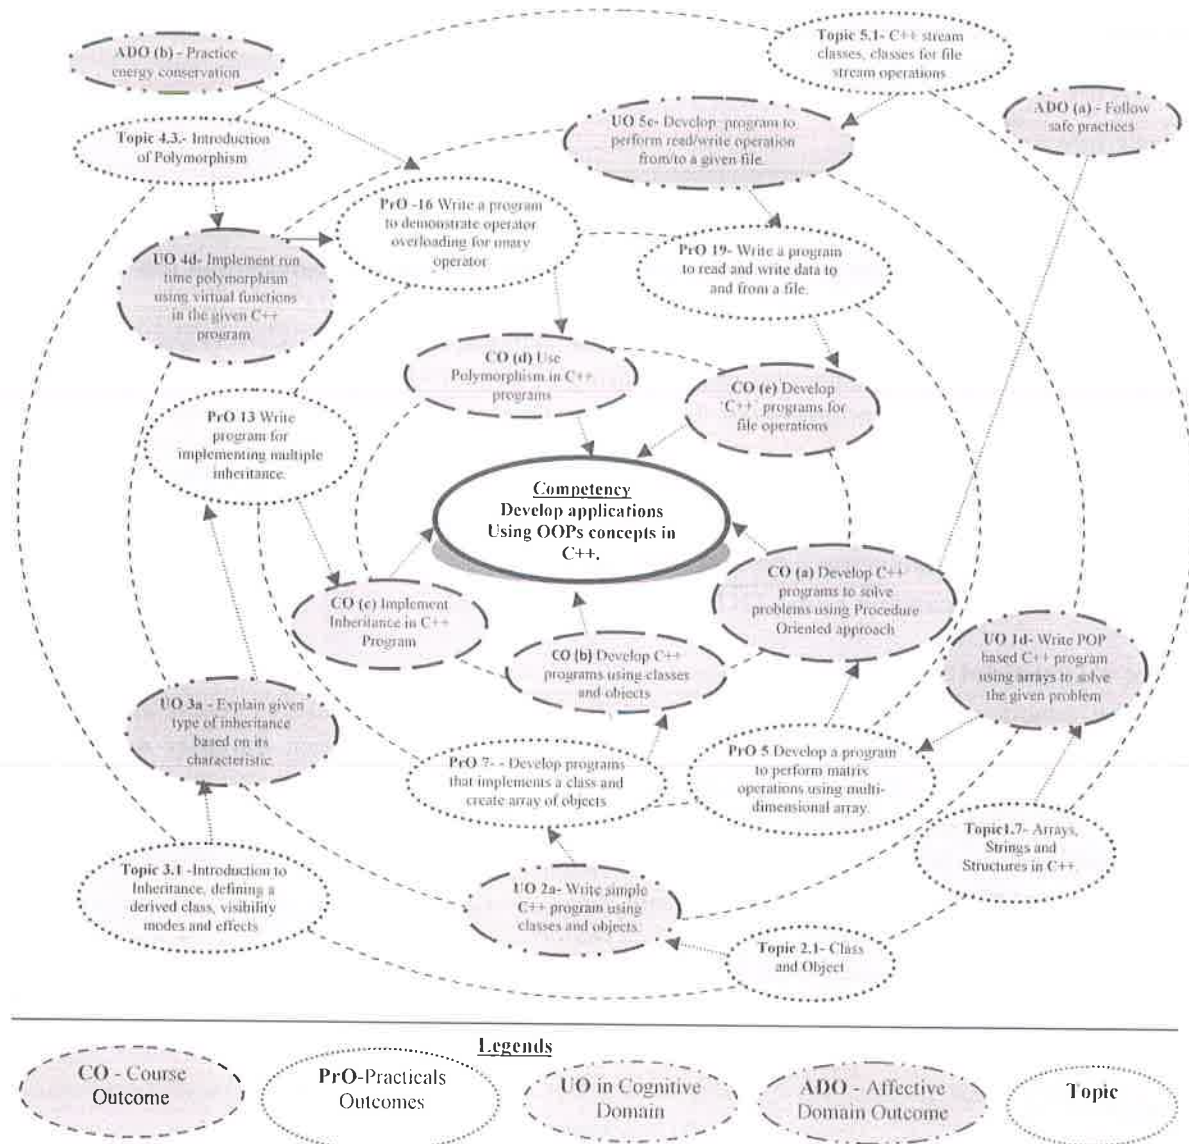 ADO (b) - Practice
energy conservation
Topic 5.1- C++ stream
classes, classes for file
stream operations
ADO (a) - Follow
safe practices
Topic 4.3.- Introduction
of Polymorphism
UO 5c- Develop program to
perform read/write operation
from/to a given file.
PrO -16 Write a program
to demonstrate operator
overloading for unary
operator
PrO 19- Write a program
to read and write data to
and from a file.
UO 4d- Implement run
time polymorphism
using virtual functions
in the given C++
program
CO (d) Use
Polymorphism in C++
programs
CO (e) Develop
'C++' programs for
file operations
PrO 13 Write
program for
implementing multiple
inheritance.
Competency
Develop applications
Using OOPs concepts in
C++.
CO (a) Develop C++
programs to solve
problems using Procedure
Oriented approach
CO (c) Implement
Inheritance in C++
Program
CO (b) Develop C++
programs using classes
and objects
UO 1d- Write POP
based C++ program
using arrays to solve
the given problem
UO 3a - Explain given
type of inheritance
based on its
characteristic.
PrO 7- - Develop programs
that implements a class and
create array of objects
PrO 5 Develop a program
to perform matrix
operations using multi-
dimensional array.
Topic1.7- Arrays,
Strings and
Structures in C++.
Topic 3.1 -Introduction to
Inheritance, defining a
derived class, visibility
modes and effects
UO 2a- Write simple
C++ program using
classes and objects.
Topic 2.1- Class
and Object
Legends
CO - Course
Outcome
PrO-Practicals
Outcomes
UO in Cognitive
Domain
ADO - Affective
Domain Outcome
Topic